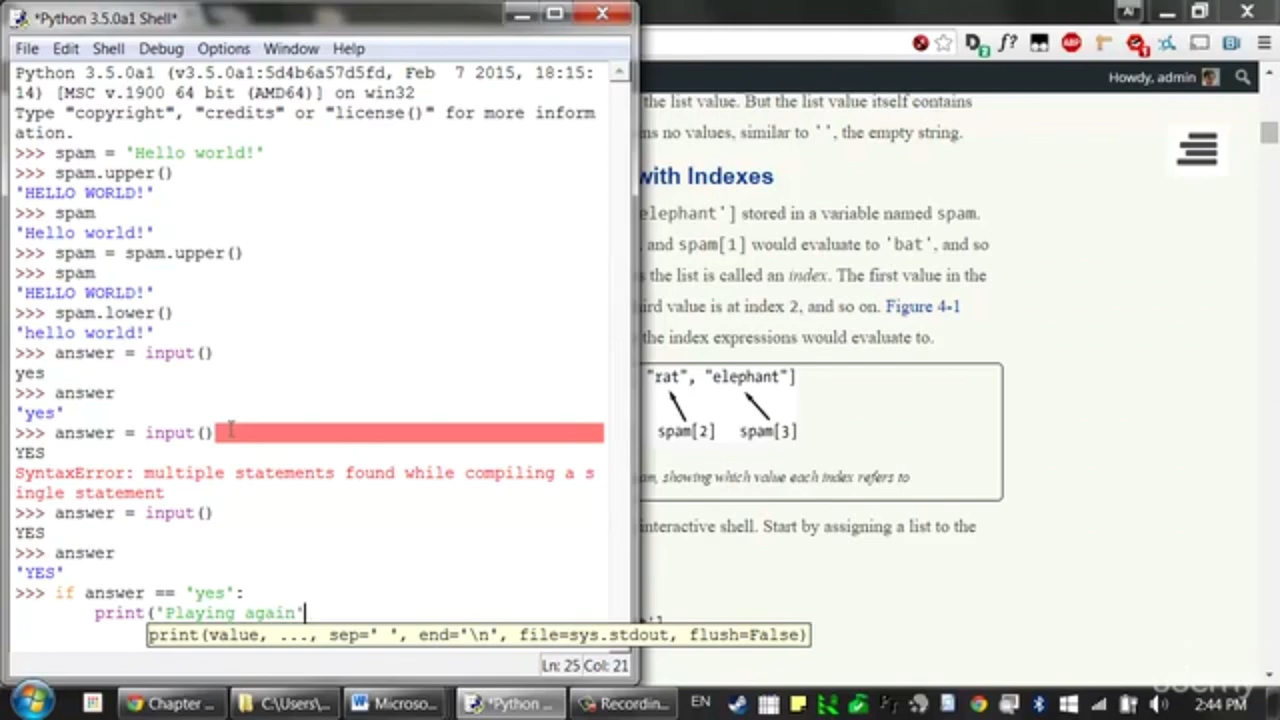 *Python 3.5.0a1 Shell*
File Edit Shell Debug Options Window Help
Python 3.5.0a1 (v3.5.0a1:5d4b6a57d5fd, Feb  7 2015, 18:15:
14) [MSC v.1900 64 bit (AMD64)] on win32
Type "copyright", "credits" or "license()" for more inform
ation.
>>> spam = 'Hello world!'
>>> spam.upper()
'HELLO WORLD!'
>>> spam
'Hello world!'
>>> spam = spam.upper()
>>> spam
'HELLO WORLD!'
>>> spam.lower()
'hello world!'
>>> answer = input()
yes
>>> answer
'yes'
>>> answer = input()
YES
SyntaxError: multiple statements found while compiling a s
ingle statement
>>> answer = input()
YES
>>> answer
'YES'
>>> if answer == 'yes':
print('Playing again'
print(value, ..., sep=' ', end='\n', file=sys.stdout, flush=False)
Ln: 25 Col: 21
Howdy, admin
the list value. But the list value itself contains
no values, similar to '', the empty string.
with Indexes
elephant'] stored in a variable named spam.
and spam[1] would evaluate to 'bat', and so
the list is called an index. The first value in the
value is at index 2, and so on. Figure 4-1
the index expressions would evaluate to.
"rat", "elephant"]
spam[2] spam[3]
showing which value each index refers to
interactive shell. Start by assigning a list to the
Chapter ... C:\Users\... Microso... *Python ... Recordin... EN 2:44 PM
udemy